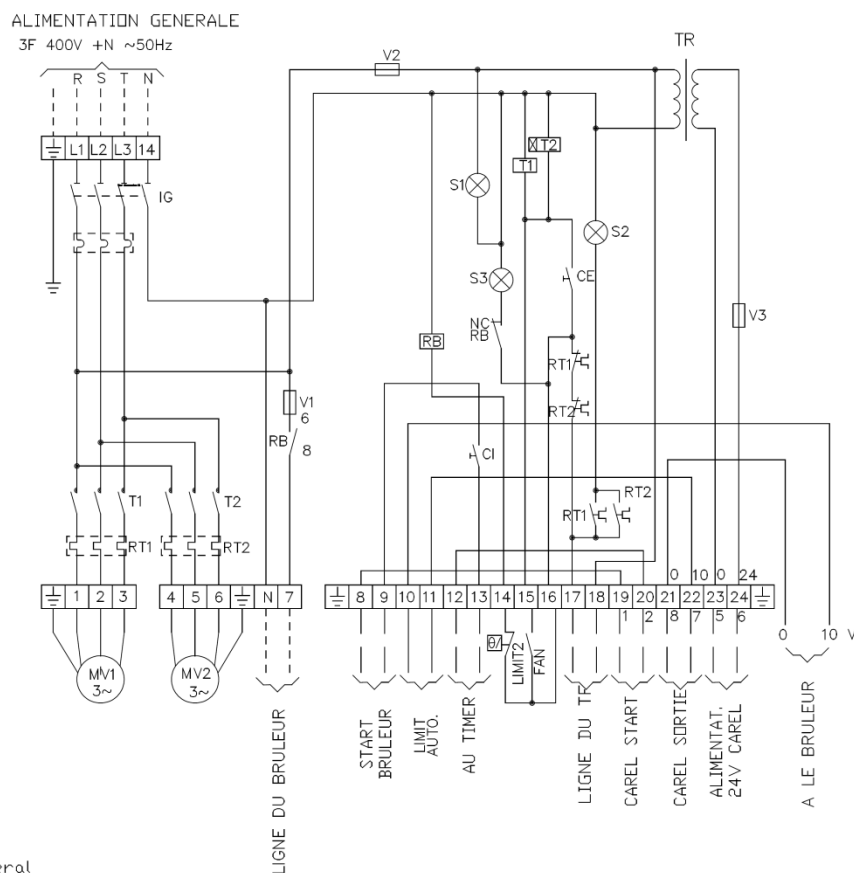 ALIMENTATION GENERALE
3F 400V +N ~50Hz
R S T N
L1 L2 L3 14
IG
V2
TR
T2
T1
S1
S2
S3
CE
NC
RB
V3
RB
RT1
RT2
V1
6
RB
8
CI
T1
T2
RT1
RT2
RT2
RT1
0 10 0 24
1 2 3 4 5 6 N 7
8 9 10 11 12 13 14 15 16 17 18 19 20 21 22 23 24
1 2 8 7 5 6
MV1
3~
MV2
3~
θ/
LIMIT2
FAN
0 10 V
LIGNE DU BRULEUR
START
BRULEUR
LIMIT
AUTO.
AU TIMER
LIGNE DU TR
CAREL START
CAREL SORTIE
ALIMENTAT.
24V CAREL
A LE BRULEUR
eral